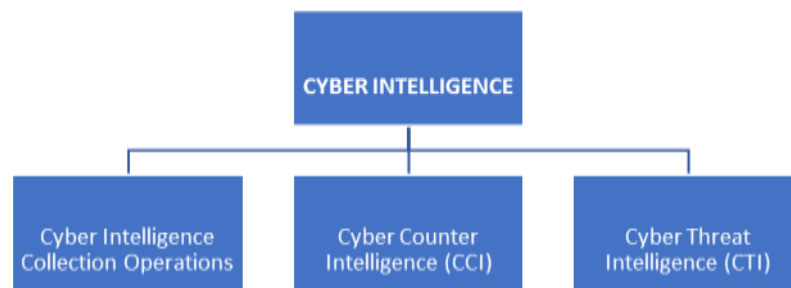 CYBER INTELLIGENCE
Cyber Intelligence
Collection Operations
Cyber Counter
Intelligence (CCI)
Cyber Threat
Intelligence (CTI)